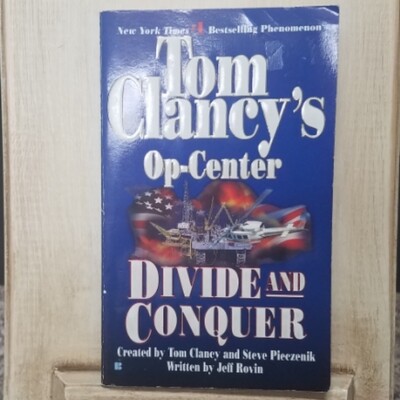 New York Times #1 Bestselling Phenomenon
Tom
Clancy's
Op-Center
DIVIDE AND
CONQUER
Created by Tom Clancy and Steve Pieczenik
Written by Jeff Rovin
B